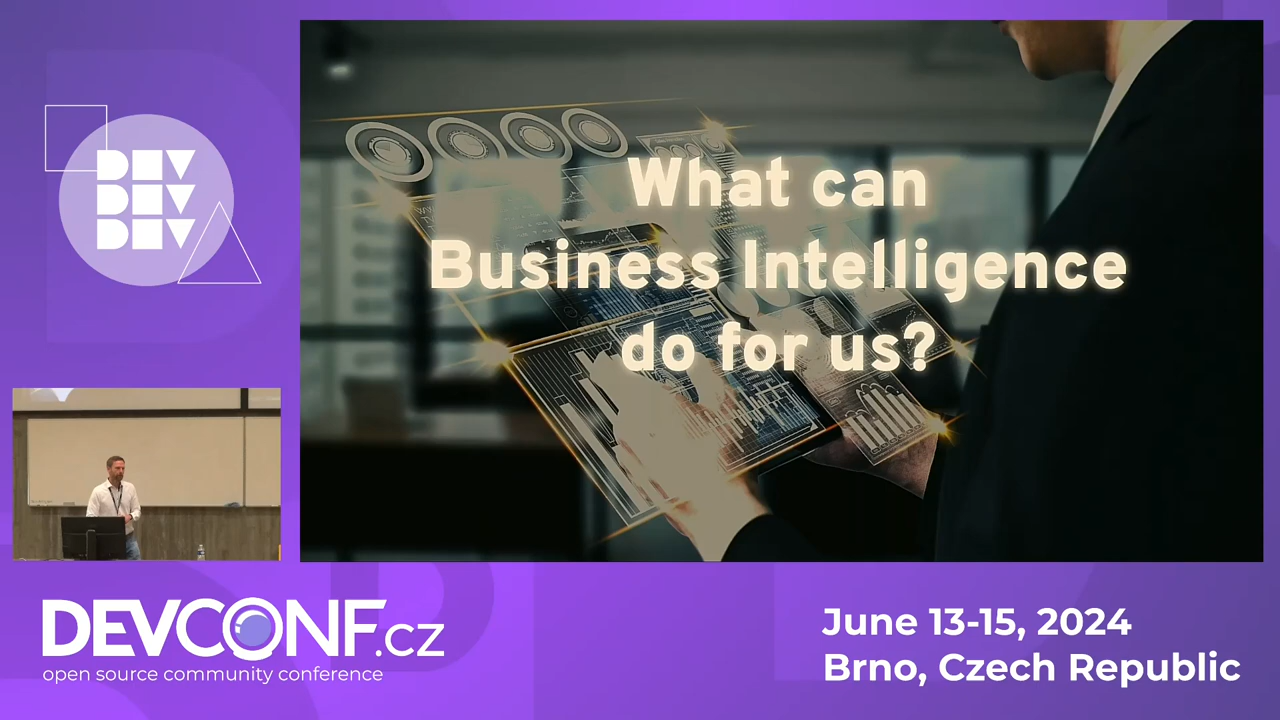 DEV
DEV
DEV
What can
Business Intelligence
do for us?
DEVCONF.cz
open source community conference
June 13-15, 2024
Brno, Czech Republic